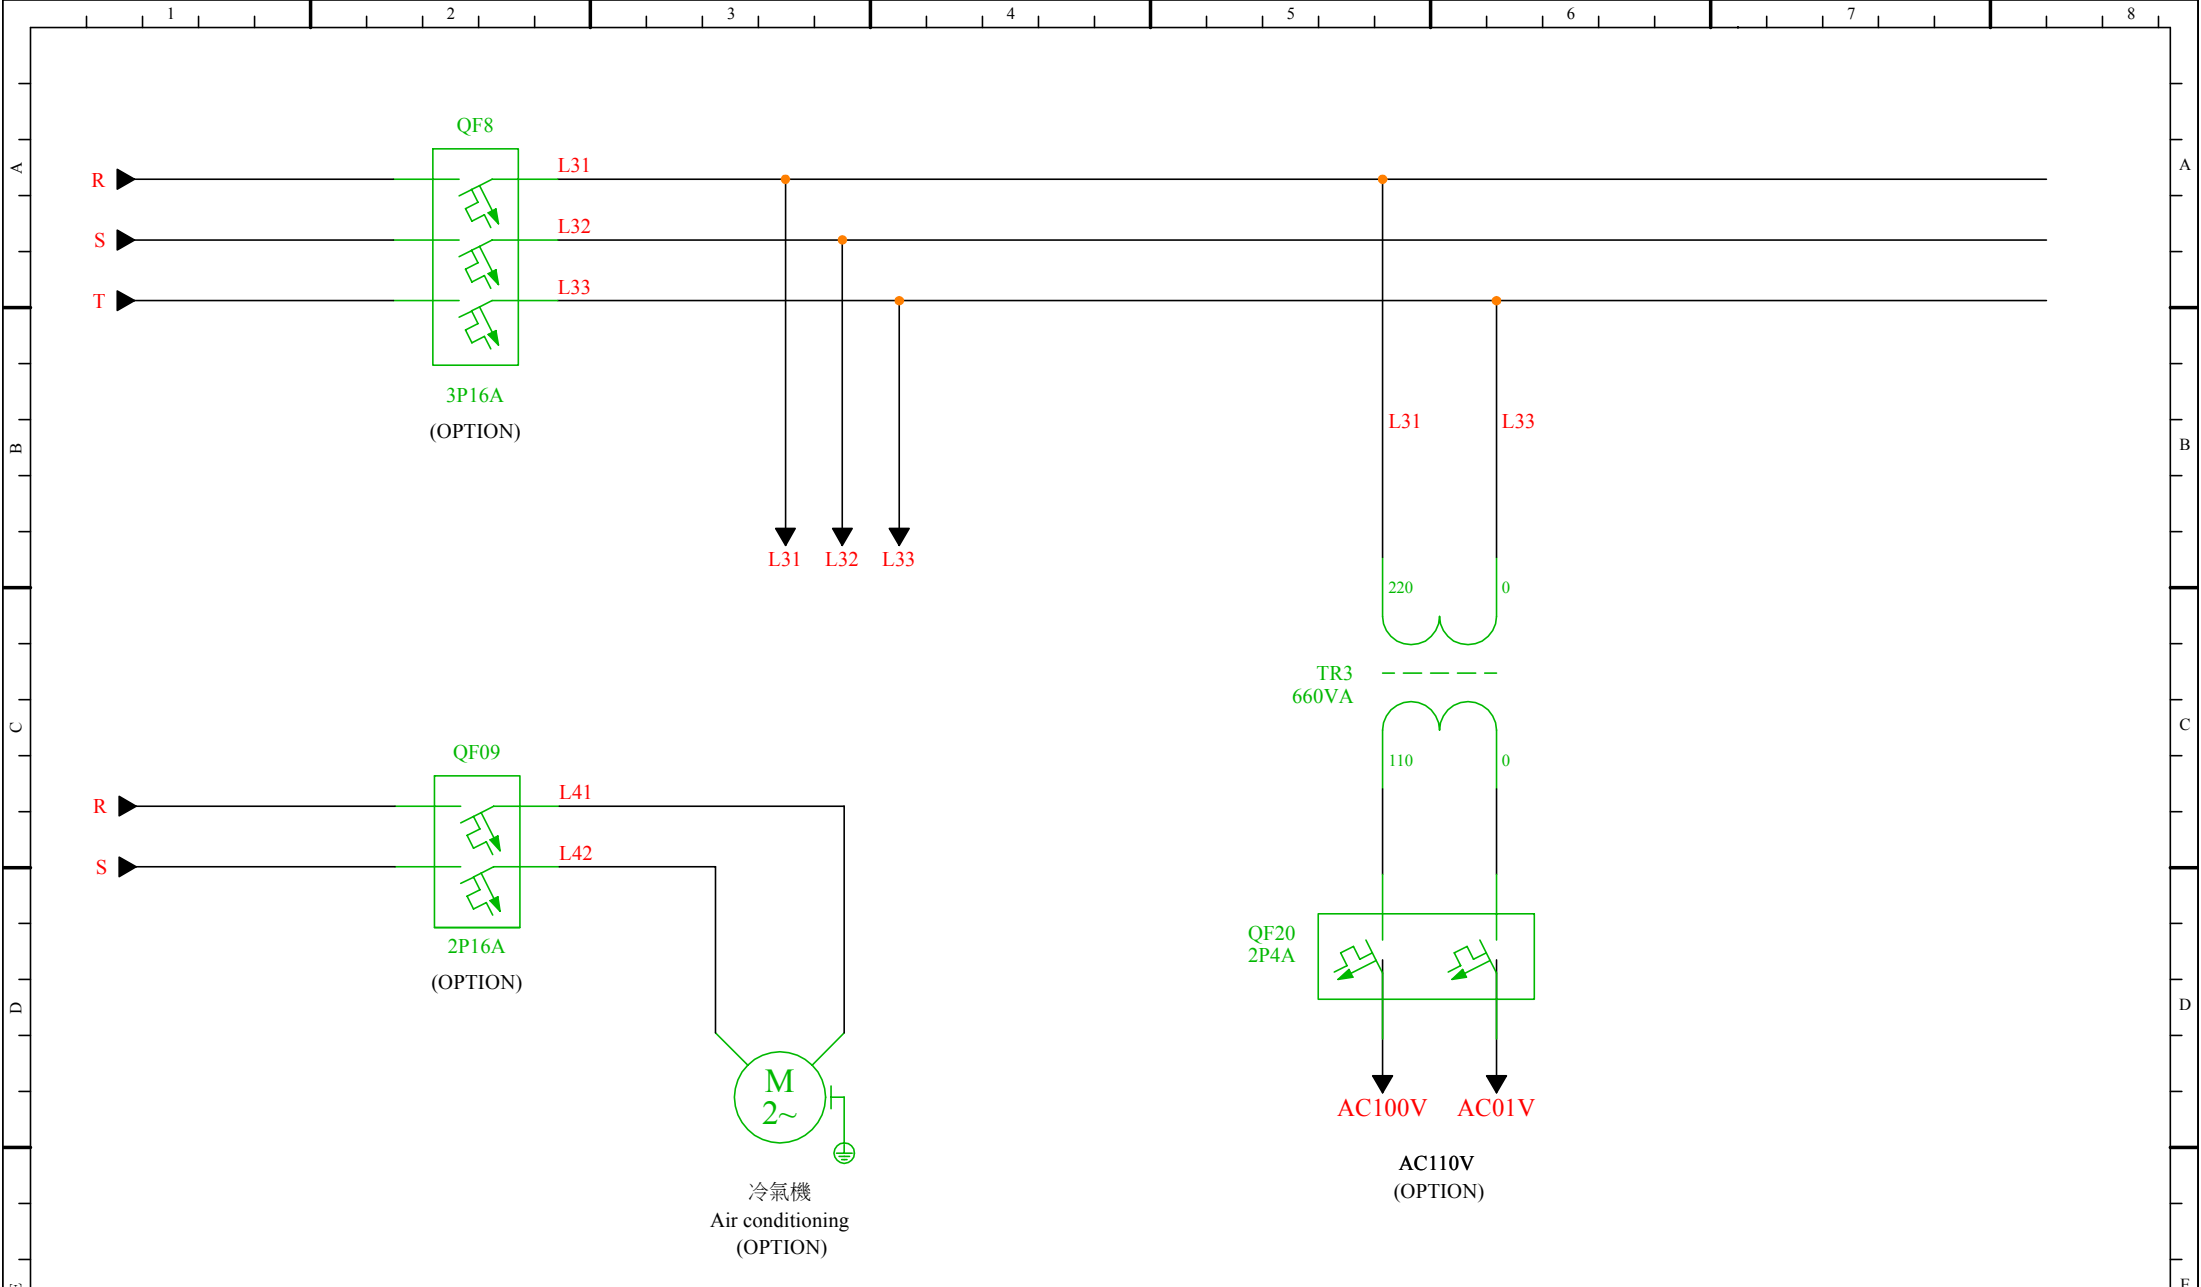 1 2 3 4 5 6 7 8
QF8
A R L31 A
S L32
T L33
3P16A
(OPTION)
L31 L33
B B
L31 L32 L33
220 0
TR3
660VA
C C
QF09
110 0
R L41
S L42
QF20
2P4A
2P16A
(OPTION)
D D
M
2~
AC100V AC01V
AC110V
(OPTION)
冷氣機
Air conditioning
(OPTION)